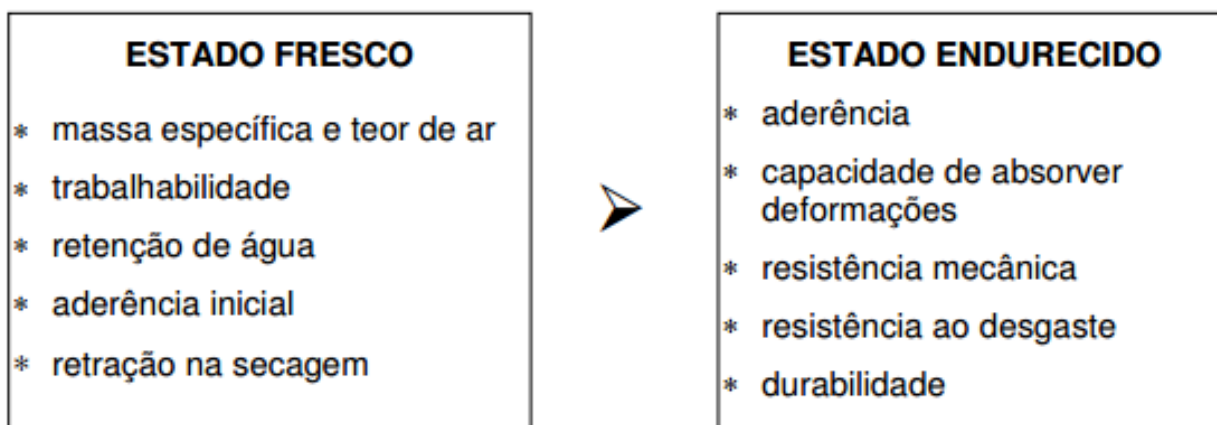 ESTADO FRESCO
* massa específica e teor de ar
* trabalhabilidade
* retenção de água
* aderência inicial
* retração na secagem
ESTADO ENDURECIDO
* aderência
* capacidade de absorver
deformações
* resistência mecânica
* resistência ao desgaste
* durabilidade